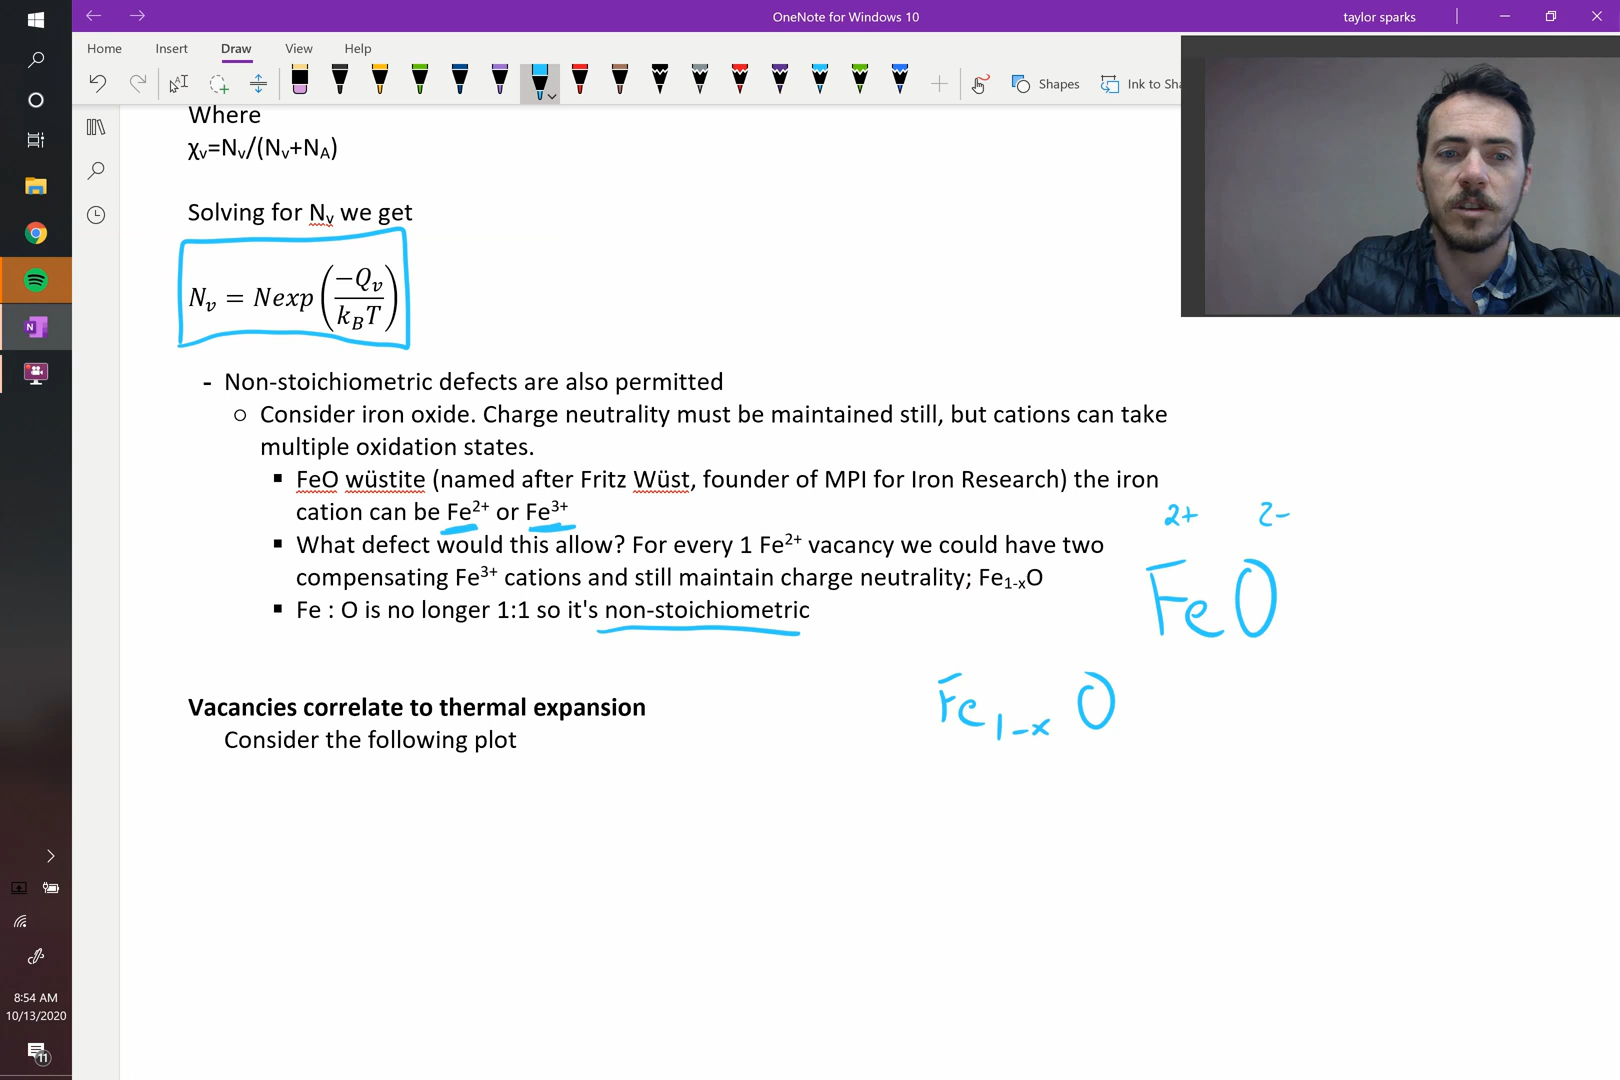 OneNote for Windows 10
taylor sparks
Home Insert Draw View Help
Shapes
Ink to Sha
Where
χv=Nv/(Nv+NA)
Solving for Nv we get
Nv = Nexp(−Qv/kBT)
- Non-stoichiometric defects are also permitted
○ Consider iron oxide. Charge neutrality must be maintained still, but cations can take
multiple oxidation states.
▪ FeO wüstite (named after Fritz Wüst, founder of MPI for Iron Research) the iron
cation can be Fe2+ or Fe3+
▪ What defect would this allow? For every 1 Fe2+ vacancy we could have two
compensating Fe3+ cations and still maintain charge neutrality; Fe1-xO
▪ Fe : O is no longer 1:1 so it's non-stoichiometric
2+ 2-
FeO
Fe1-x O
Vacancies correlate to thermal expansion
Consider the following plot
8:54 AM
10/13/2020
11